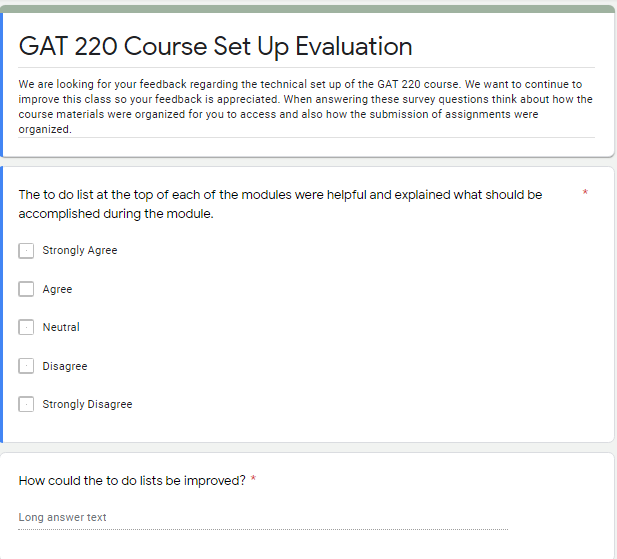 GAT 220 Course Set Up Evaluation
We are looking for your feedback regarding the technical set up of the GAT 220 course. We want to continue to
improve this class so your feedback is appreciated. When answering these survey questions think about how the
course materials were organized for you to access and also how the submission of assignments were
organized.
The to do list at the top of each of the modules were helpful and explained what should be *
accomplished during the module.
Strongly Agree
Agree
Neutral
Disagree
Strongly Disagree
How could the to do lists be improved? *
Long answer text